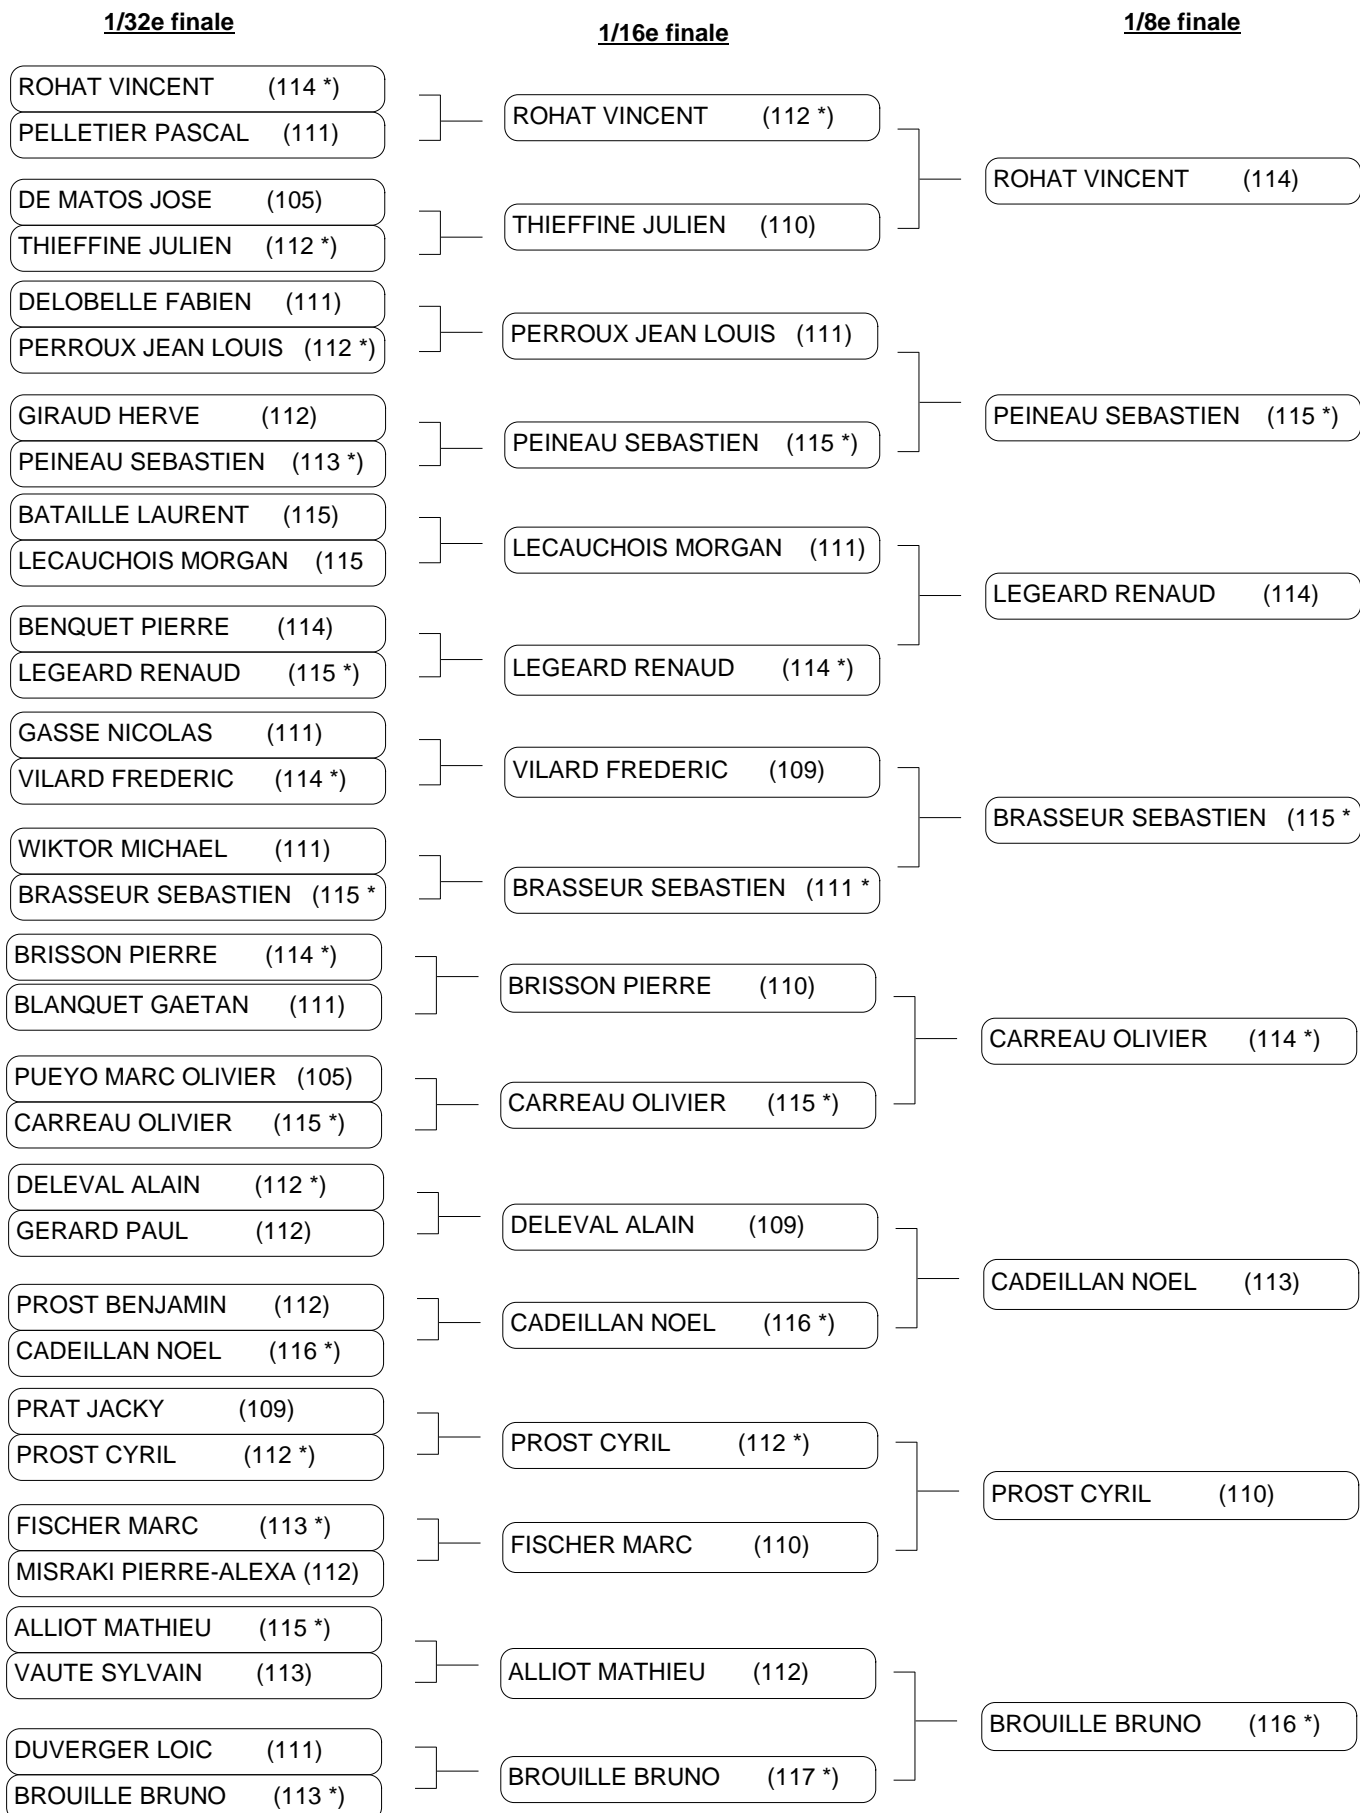 1/32e finale
ROHAT VINCENT (114 *)
PELLETIER PASCAL (111)
DE MATOS JOSE (105)
THIEFFINE JULIEN (112 *)
DELOBELLE FABIEN (111)
PERROUX JEAN LOUIS (112 *)
GIRAUD HERVE (112)
PEINEAU SEBASTIEN (113 *)
BATAILLE LAURENT (115)
LECAUCHOIS MORGAN (115
BENQUET PIERRE (114)
LEGEARD RENAUD (115 *)
GASSE NICOLAS (111)
VILARD FREDERIC (114 *)
WIKTOR MICHAEL (111)
BRASSEUR SEBASTIEN (115 *
BRISSON PIERRE (114 *)
BLANQUET GAETAN (111)
PUEYO MARC OLIVIER (105)
CARREAU OLIVIER (115 *)
DELEVAL ALAIN (112 *)
GERARD PAUL (112)
PROST BENJAMIN (112)
CADEILLAN NOEL (116 *)
PRAT JACKY (109)
PROST CYRIL (112 *)
FISCHER MARC (113 *)
MISRAKI PIERRE-ALEXA (112)
ALLIOT MATHIEU (115 *)
VAUTE SYLVAIN (113)
DUVERGER LOIC (111)
BROUILLE BRUNO (113 *)
1/16e finale
ROHAT VINCENT (112 *)
THIEFFINE JULIEN (110)
PERROUX JEAN LOUIS (111)
PEINEAU SEBASTIEN (115 *)
LECAUCHOIS MORGAN (111)
LEGEARD RENAUD (114 *)
VILARD FREDERIC (109)
BRASSEUR SEBASTIEN (111 *
BRISSON PIERRE (110)
CARREAU OLIVIER (115 *)
DELEVAL ALAIN (109)
CADEILLAN NOEL (116 *)
PROST CYRIL (112 *)
FISCHER MARC (110)
ALLIOT MATHIEU (112)
BROUILLE BRUNO (117 *)
1/8e finale
ROHAT VINCENT (114)
PEINEAU SEBASTIEN (115 *)
LEGEARD RENAUD (114)
BRASSEUR SEBASTIEN (115 *
CARREAU OLIVIER (114 *)
CADEILLAN NOEL (113)
PROST CYRIL (110)
BROUILLE BRUNO (116 *)